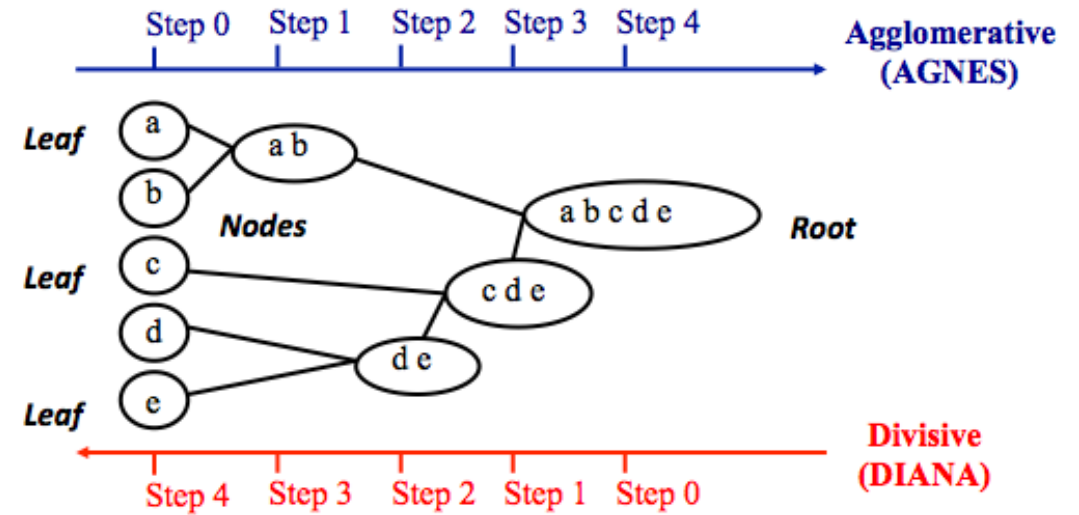 Step 0 Step 1 Step 2 Step 3 Step 4
Agglomerative
(AGNES)
Leaf
a
a b
b
Nodes
a b c d e
Root
Leaf
c
c d e
d
d e
Leaf
e
Divisive
(DIANA)
Step 4 Step 3 Step 2 Step 1 Step 0